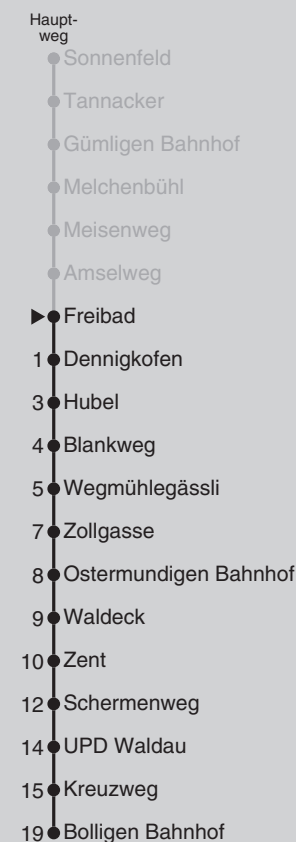 Haupt-
weg
Sonnenfeld
Tannacker
Gümligen Bahnhof
Melchenbühl
Meisenweg
Amselweg
Freibad
1 Dennigkofen
3 Hubel
4 Blankweg
5 Wegmühlegässli
7 Zollgasse
8 Ostermundigen Bahnhof
9 Waldeck
10 Zent
12 Schermenweg
14 UPD Waldau
15 Kreuzweg
19 Bolligen Bahnhof